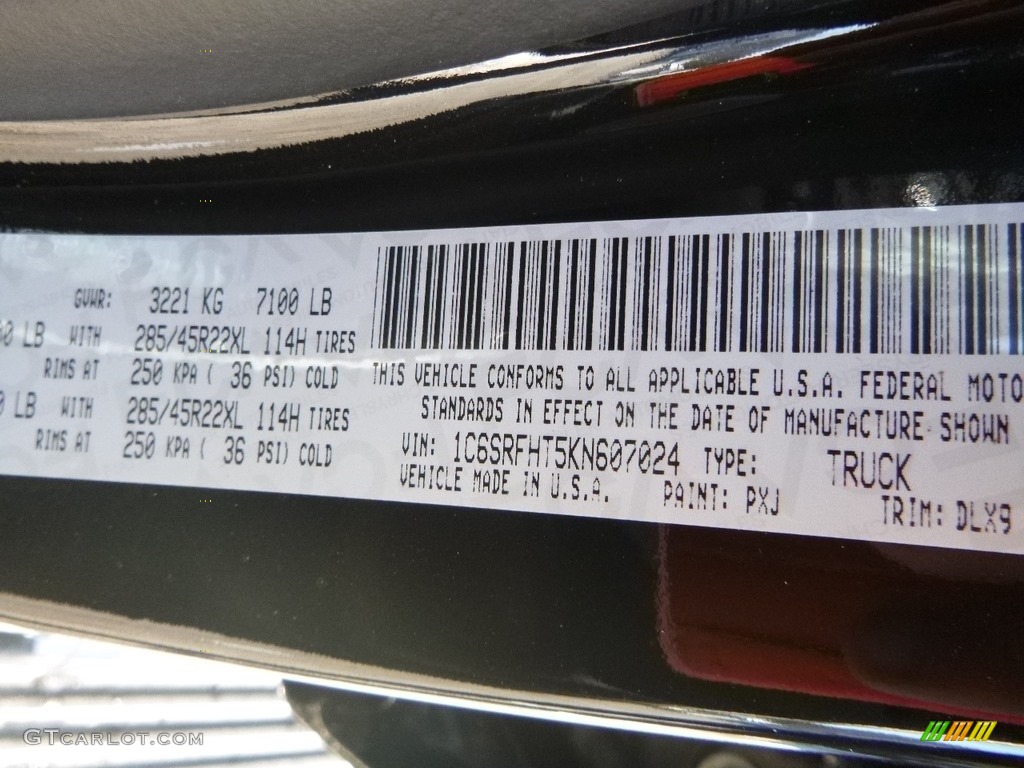 GVWR: 3221 KG 7100 LB
0 LB WITH 285/45R22XL 114H TIRES
RIMS AT 250 KPA ( 36 PSI) COLD
0 LB WITH 285/45R22XL 114H TIRES
RIMS AT 250 KPA ( 36 PSI) COLD
THIS VEHICLE CONFORMS TO ALL APPLICABLE U.S.A. FEDERAL MOTO
STANDARDS IN EFFECT ON THE DATE OF MANUFACTURE SHOWN
VIN: 1C6SRFHT5KN607024 TYPE: TRUCK
VEHICLE MADE IN U.S.A. PAINT: PXJ TRIM: DLX9
GTcarlot.com